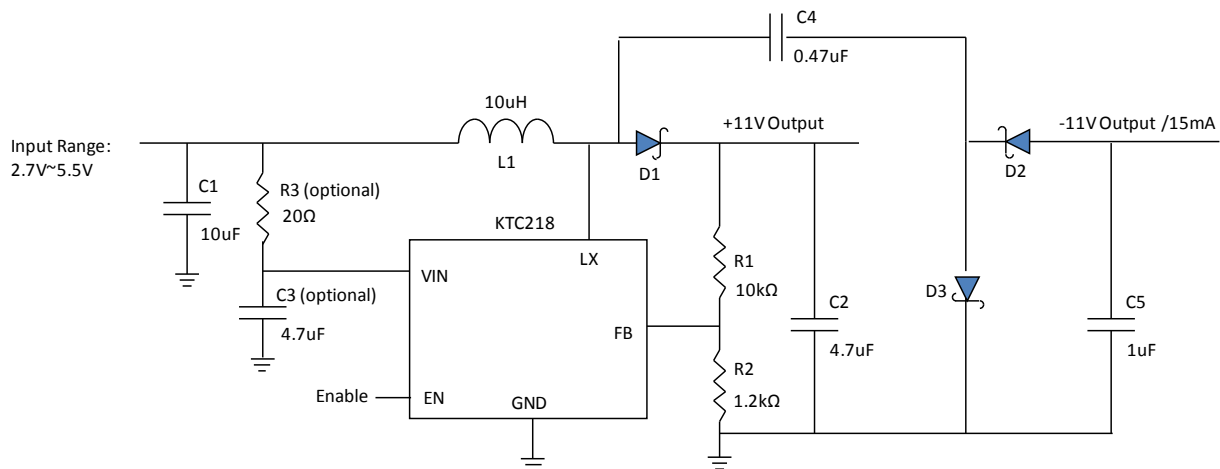 C4
0.47uF
10uH
L1
+11V Output
-11V Output /15mA
D1
D2
Input Range:
2.7V~5.5V
C1
10uF
R3 (optional)
20Ω
KTC218
LX
VIN
C3 (optional)
4.7uF
FB
R1
10kΩ
C2
4.7uF
D3
C5
1uF
R2
1.2kΩ
Enable
EN
GND